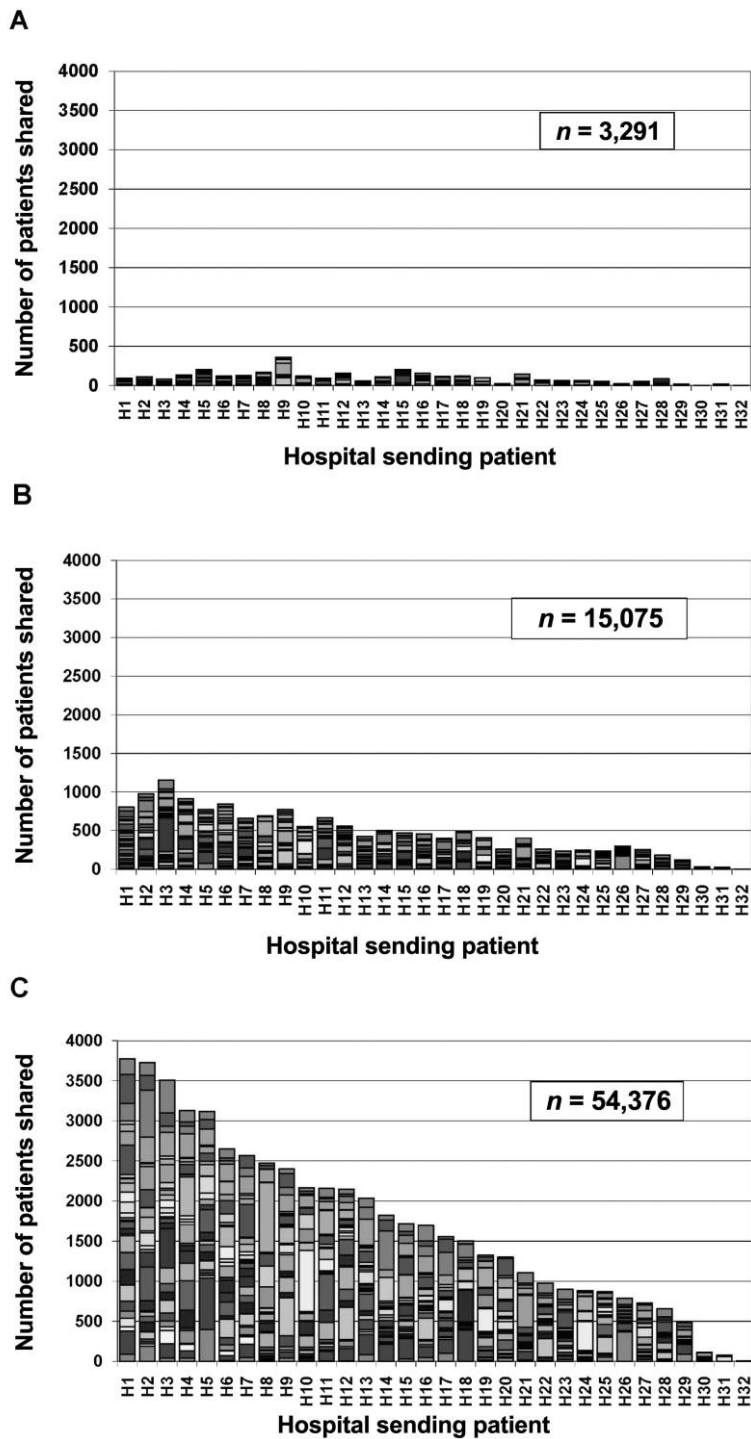 A
4000
3500
3000
2500
2000
1500
1000
500
0
Number of patients shared
n = 3,291
H1 H2 H3 H4 H5 H6 H7 H8 H9 H10 H11 H12 H13 H14 H15 H16 H17 H18 H19 H20 H21 H22 H23 H24 H25 H26 H27 H28 H29 H30 H31 H32
Hospital sending patient
B
4000
3500
3000
2500
2000
1500
1000
500
0
Number of patients shared
n = 15,075
H1 H2 H3 H4 H5 H6 H7 H8 H9 H10 H11 H12 H13 H14 H15 H16 H17 H18 H19 H20 H21 H22 H23 H24 H25 H26 H27 H28 H29 H30 H31 H32
Hospital sending patient
C
4000
3500
3000
2500
2000
1500
1000
500
0
Number of patients shared
n = 54,376
H1 H2 H3 H4 H5 H6 H7 H8 H9 H10 H11 H12 H13 H14 H15 H16 H17 H18 H19 H20 H21 H22 H23 H24 H25 H26 H27 H28 H29 H30 H31 H32
Hospital sending patient